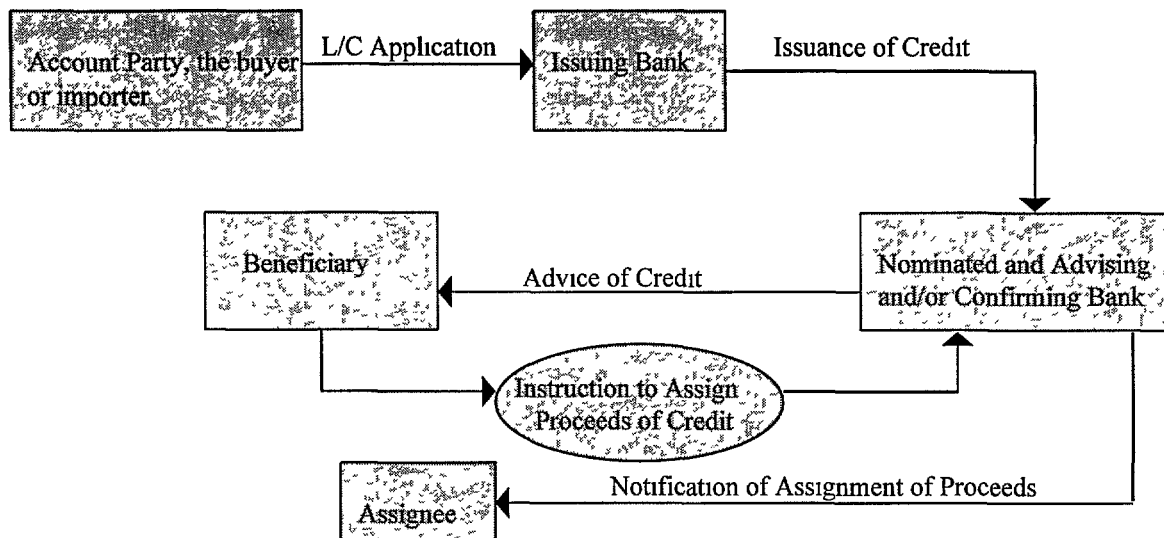 L/C Application
Issuance of Credit
Account Party, the buyer
or importer
Issuing Bank
Beneficiary
Advice of Credit
Nominated and Advising
and/or Confirming Bank
Instruction to Assign
Proceeds of Credit
Notification of Assignment of Proceeds
Assignee